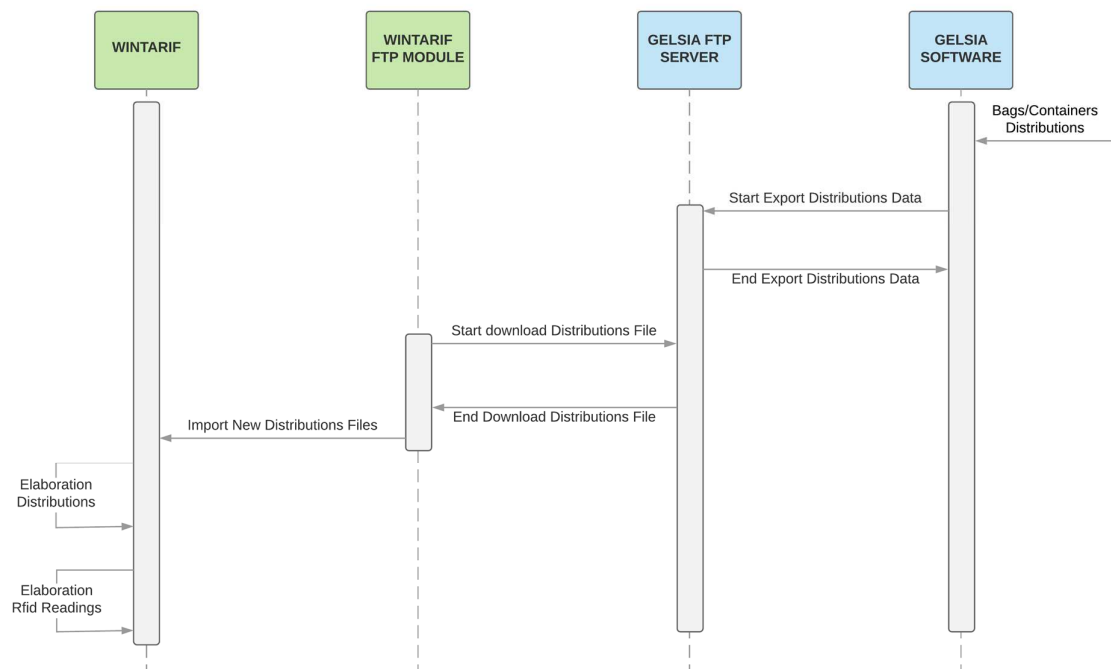 WINTARIF
WINTARIF
FTP MODULE
GELSIA FTP
SERVER
GELSIA
SOFTWARE
Bags/Containers
Distributions
Start Export Distributions Data
End Export Distributions Data
Start download Distributions File
End Download Distributions File
Import New Distributions Files
Elaboration
Distributions
Elaboration
Rfid Readings